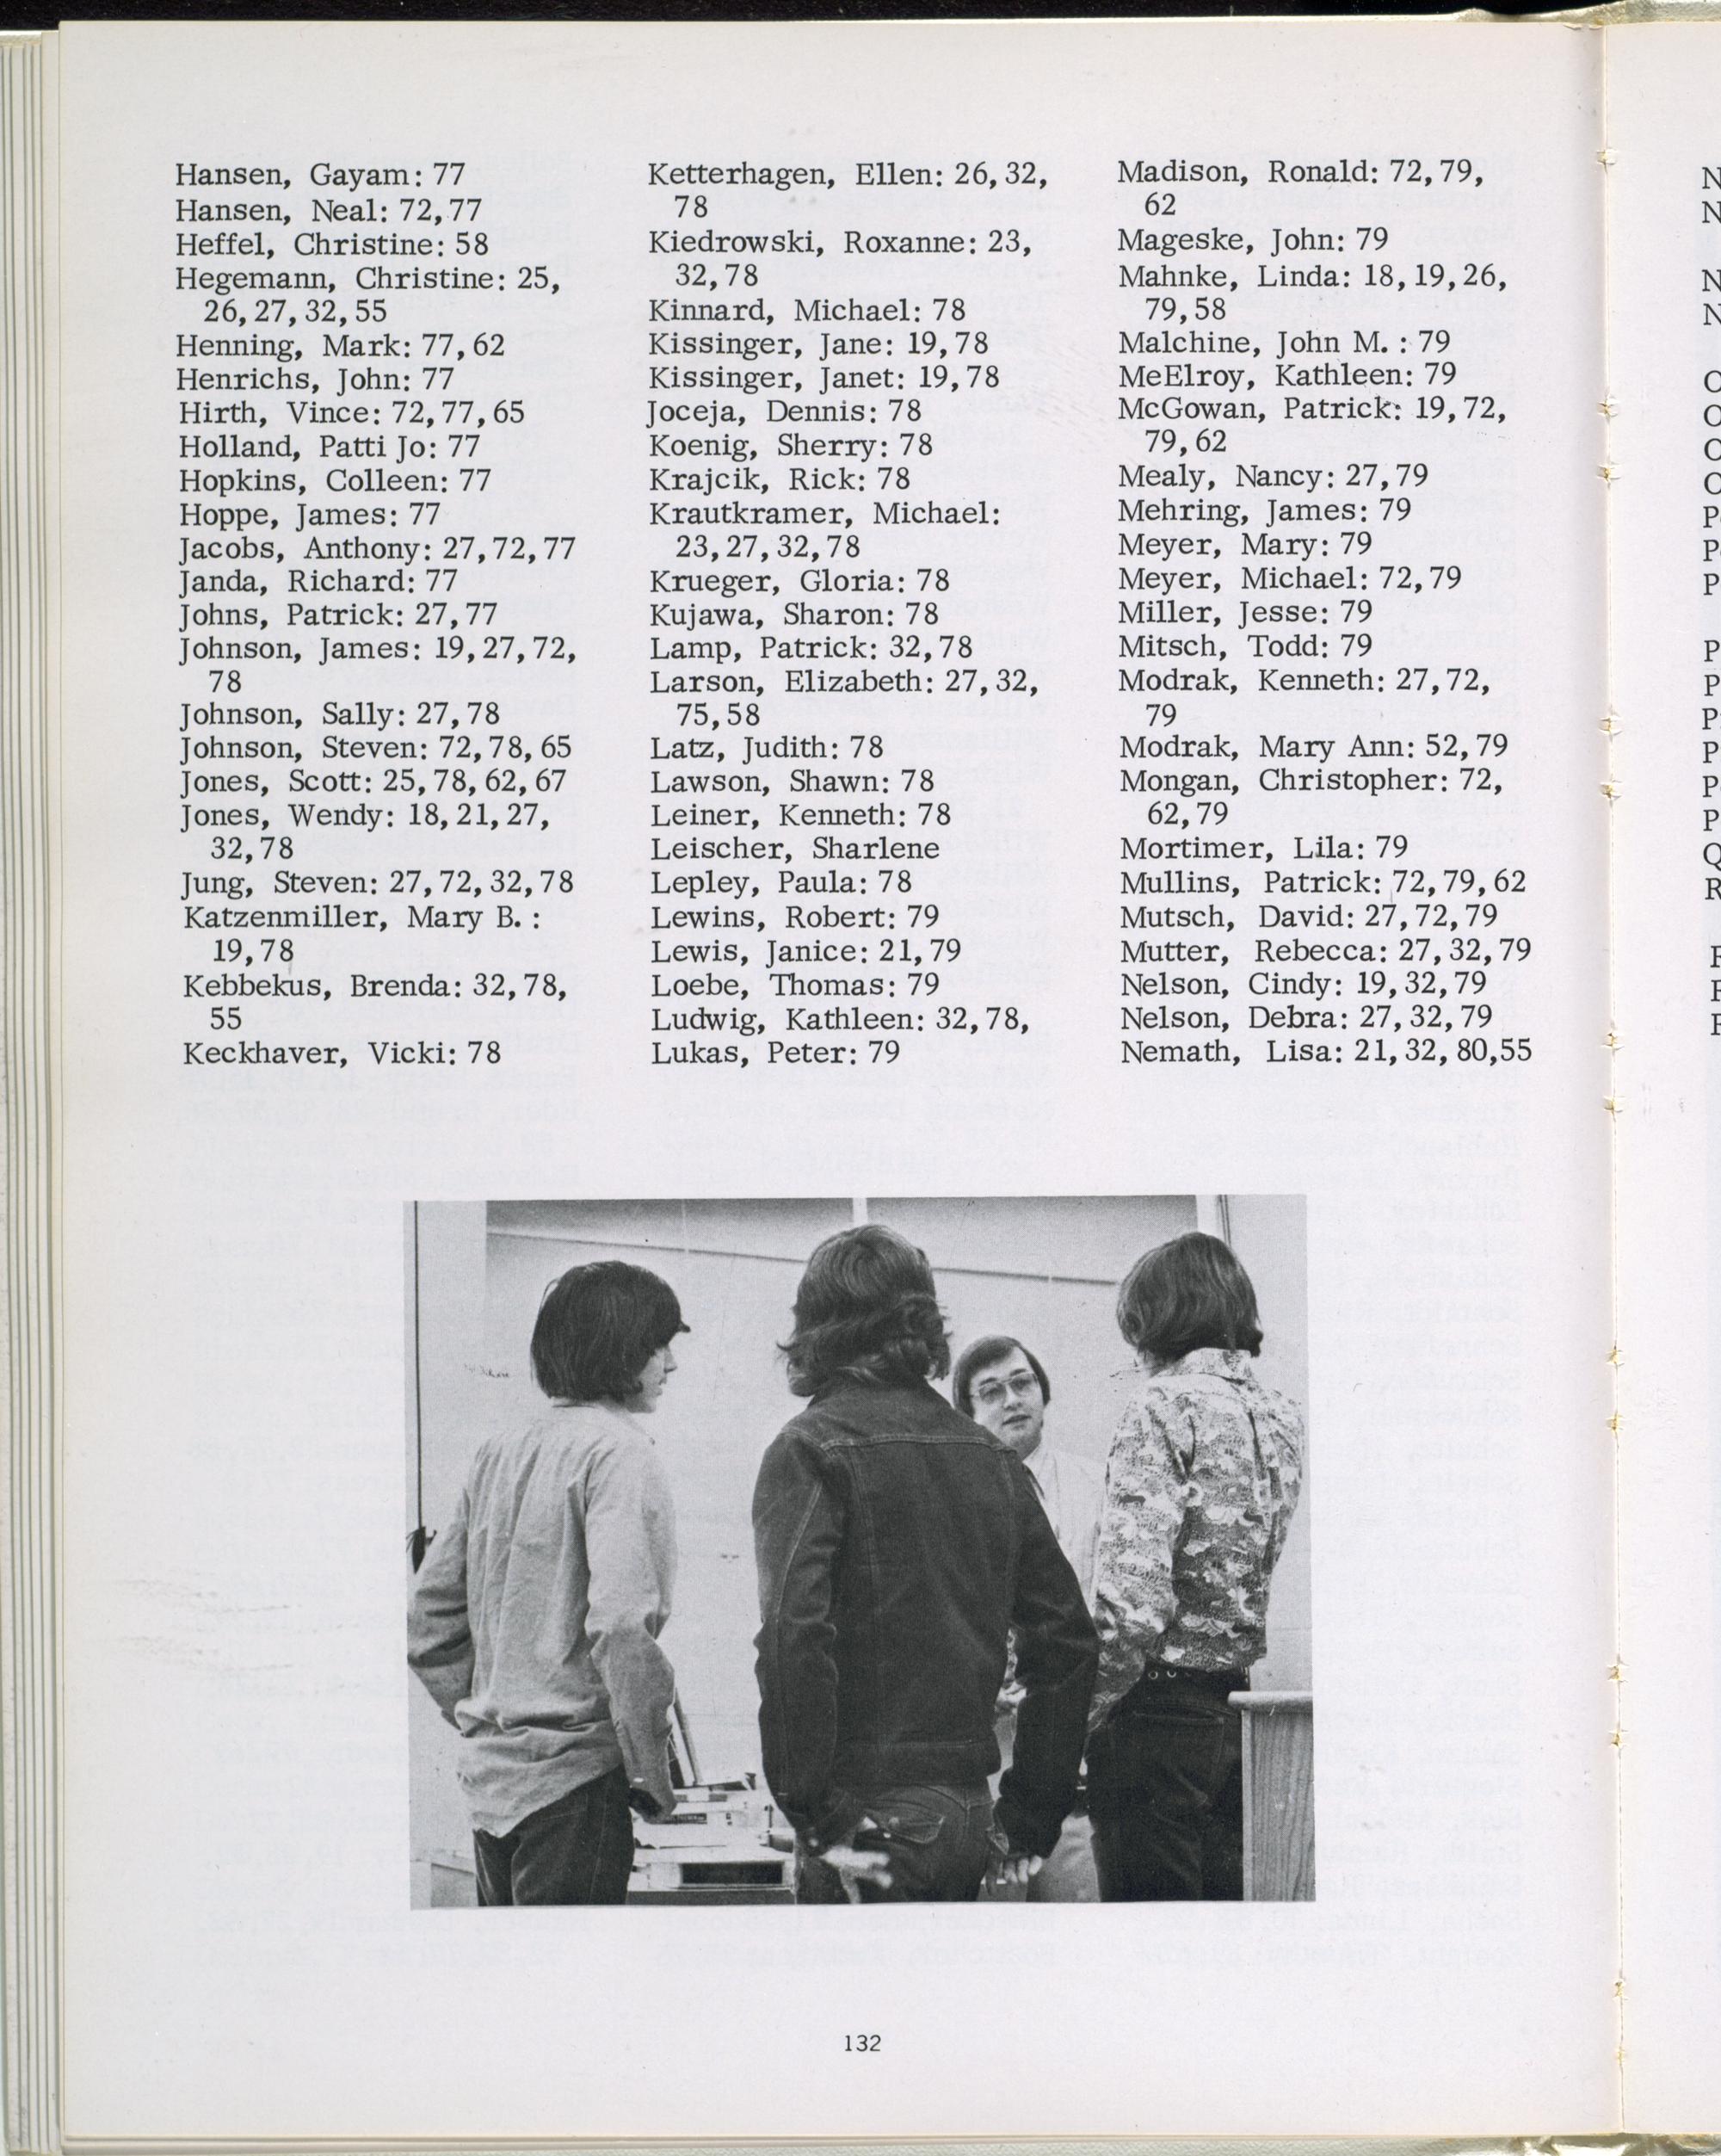 Hansen, Gayam: 77
Hansen, Neal: 72,77
Heffel, Christine: 58
Hegemann, Christine: 25,
26,27,32,55
Henning, Mark: 77,62
Henrichs, John: 77
Hirth, Vince: 72,77,65
Holland, Patti Jo: 77
Hopkins, Colleen: 77
Hoppe, James: 77
Jacobs, Anthony: 27,72,77
Janda, Richard: 77
Johns, Patrick: 27,77
Johnson, James: 19,27,72,
78
Johnson, Sally: 27,78
Johnson, Steven: 72,78,65
Jones, Scott: 25,78,62,67
Jones, Wendy: 18,21,27,
32,78
Jung, Steven: 27,72,32,78
Katzenmiller, Mary B. :
19,78
Kebbekus, Brenda: 32,78,
55
Keckhaver, Vicki: 78
Ketterhagen, Ellen: 26,32,
78
Kiedrowski, Roxanne: 23,
32,78
Kinnard, Michael: 78
Kissinger, Jane: 19,78
Kissinger, Janet: 19,78
Joceja, Dennis: 78
Koenig, Sherry: 78
Krajcik, Rick: 78
Krautkramer, Michael:
23,27,32,78
Krueger, Gloria: 78
Kujawa, Sharon: 78
Lamp, Patrick: 32,78
Larson, Elizabeth: 27,32,
75,58
Latz, Judith: 78
Lawson, Shawn: 78
Leiner, Kenneth: 78
Leischer, Sharlene
Lepley, Paula: 78
Lewins, Robert: 79
Lewis, Janice: 21,79
Loebe, Thomas: 79
Ludwig, Kathleen: 32,78,
Lukas, Peter: 79
Madison, Ronald: 72,79,
62
Mageske, John: 79
Mahnke, Linda: 18,19,26,
79,58
Malchine, John M. : 79
MeElroy, Kathleen: 79
McGowan, Patrick: 19,72,
79,62
Mealy, Nancy: 27,79
Mehring, James: 79
Meyer, Mary: 79
Meyer, Michael: 72,79
Miller, Jesse: 79
Mitsch, Todd: 79
Modrak, Kenneth: 27,72,
79
Modrak, Mary Ann: 52,79
Mongan, Christopher: 72,
62,79
Mortimer, Lila: 79
Mullins, Patrick: 72,79,62
Mutsch, David: 27,72,79
Mutter, Rebecca: 27,32,79
Nelson, Cindy: 19,32,79
Nelson, Debra: 27,32,79
Nemath, Lisa: 21,32,80,55
132